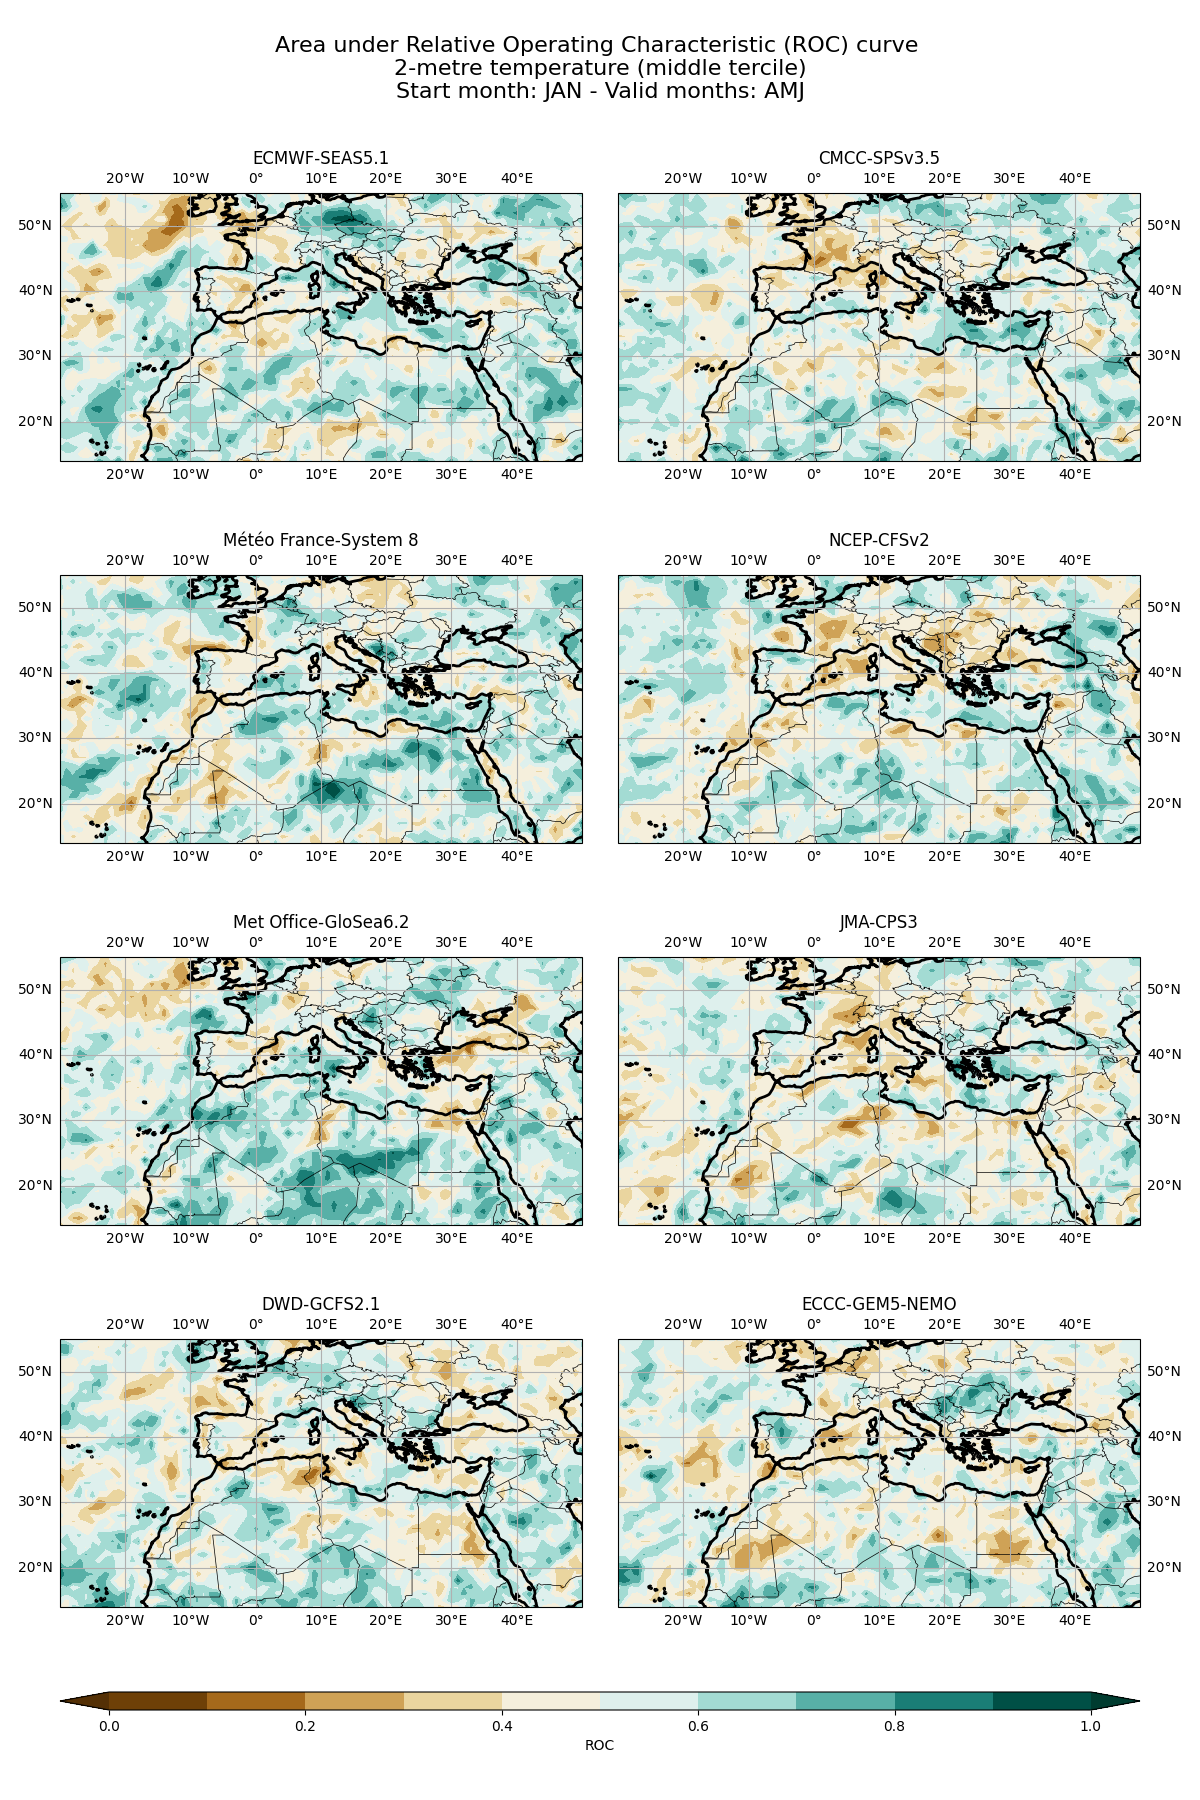 Area under Relative Operating Characteristic (ROC) curve
2-metre temperature (middle tercile)
Start month: JAN - Valid months: AMJ
ECMWF-SEAS5.1
CMCC-SPSv3.5
20°W 10°W 0° 10°E 20°E 30°E 40°E
20°W 10°W 0° 10°E 20°E 30°E 40°E
50°N
50°N
40°N
40°N
30°N
30°N
20°N
20°N
20°W 10°W 0° 10°E 20°E 30°E 40°E
20°W 10°W 0° 10°E 20°E 30°E 40°E
Météo France-System 8
NCEP-CFSv2
20°W 10°W 0° 10°E 20°E 30°E 40°E
20°W 10°W 0° 10°E 20°E 30°E 40°E
50°N
50°N
40°N
40°N
30°N
30°N
20°N
20°N
20°W 10°W 0° 10°E 20°E 30°E 40°E
20°W 10°W 0° 10°E 20°E 30°E 40°E
Met Office-GloSea6.2
JMA-CPS3
20°W 10°W 0° 10°E 20°E 30°E 40°E
20°W 10°W 0° 10°E 20°E 30°E 40°E
50°N
50°N
40°N
40°N
30°N
30°N
20°N
20°N
20°W 10°W 0° 10°E 20°E 30°E 40°E
20°W 10°W 0° 10°E 20°E 30°E 40°E
DWD-GCFS2.1
ECCC-GEM5-NEMO
20°W 10°W 0° 10°E 20°E 30°E 40°E
20°W 10°W 0° 10°E 20°E 30°E 40°E
50°N
50°N
40°N
40°N
30°N
30°N
20°N
20°N
20°W 10°W 0° 10°E 20°E 30°E 40°E
20°W 10°W 0° 10°E 20°E 30°E 40°E
0.0 0.2 0.4 0.6 0.8 1.0
ROC